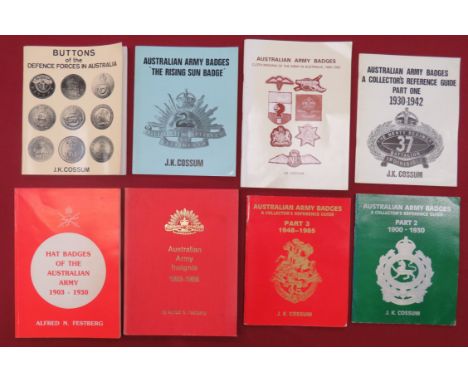 BUTTONS
of the
DEFENCE FORCES IN AUSTRALIA
J.K. COSSUM
AUSTRALIAN ARMY BADGES
"THE RISING SUN BADGE"
2
J.K. COSSUM
AUSTRALIAN ARMY BADGES
AUSTRALIAN ARMY BADGES
A COLLECTOR'S REFERENCE GUIDE
PART ONE
1930-1942
37
BATTALION
J.K. COSSUM
HAT BADGES
OF THE
AUSTRALIAN
ARMY
1903 - 1930
ALFRED N. FESTBERG
Australian
Army
Insignia
AUSTRALIAN ARMY BADGES
A COLLECTOR'S REFERENCE GUIDE
PART 3
1948-1985
J. K. COSSUM
AUSTRALIAN ARMY BADGES
A COLLECTOR'S REFERENCE GUIDE
PART 2
1900 - 1930
J. K. COSSUM